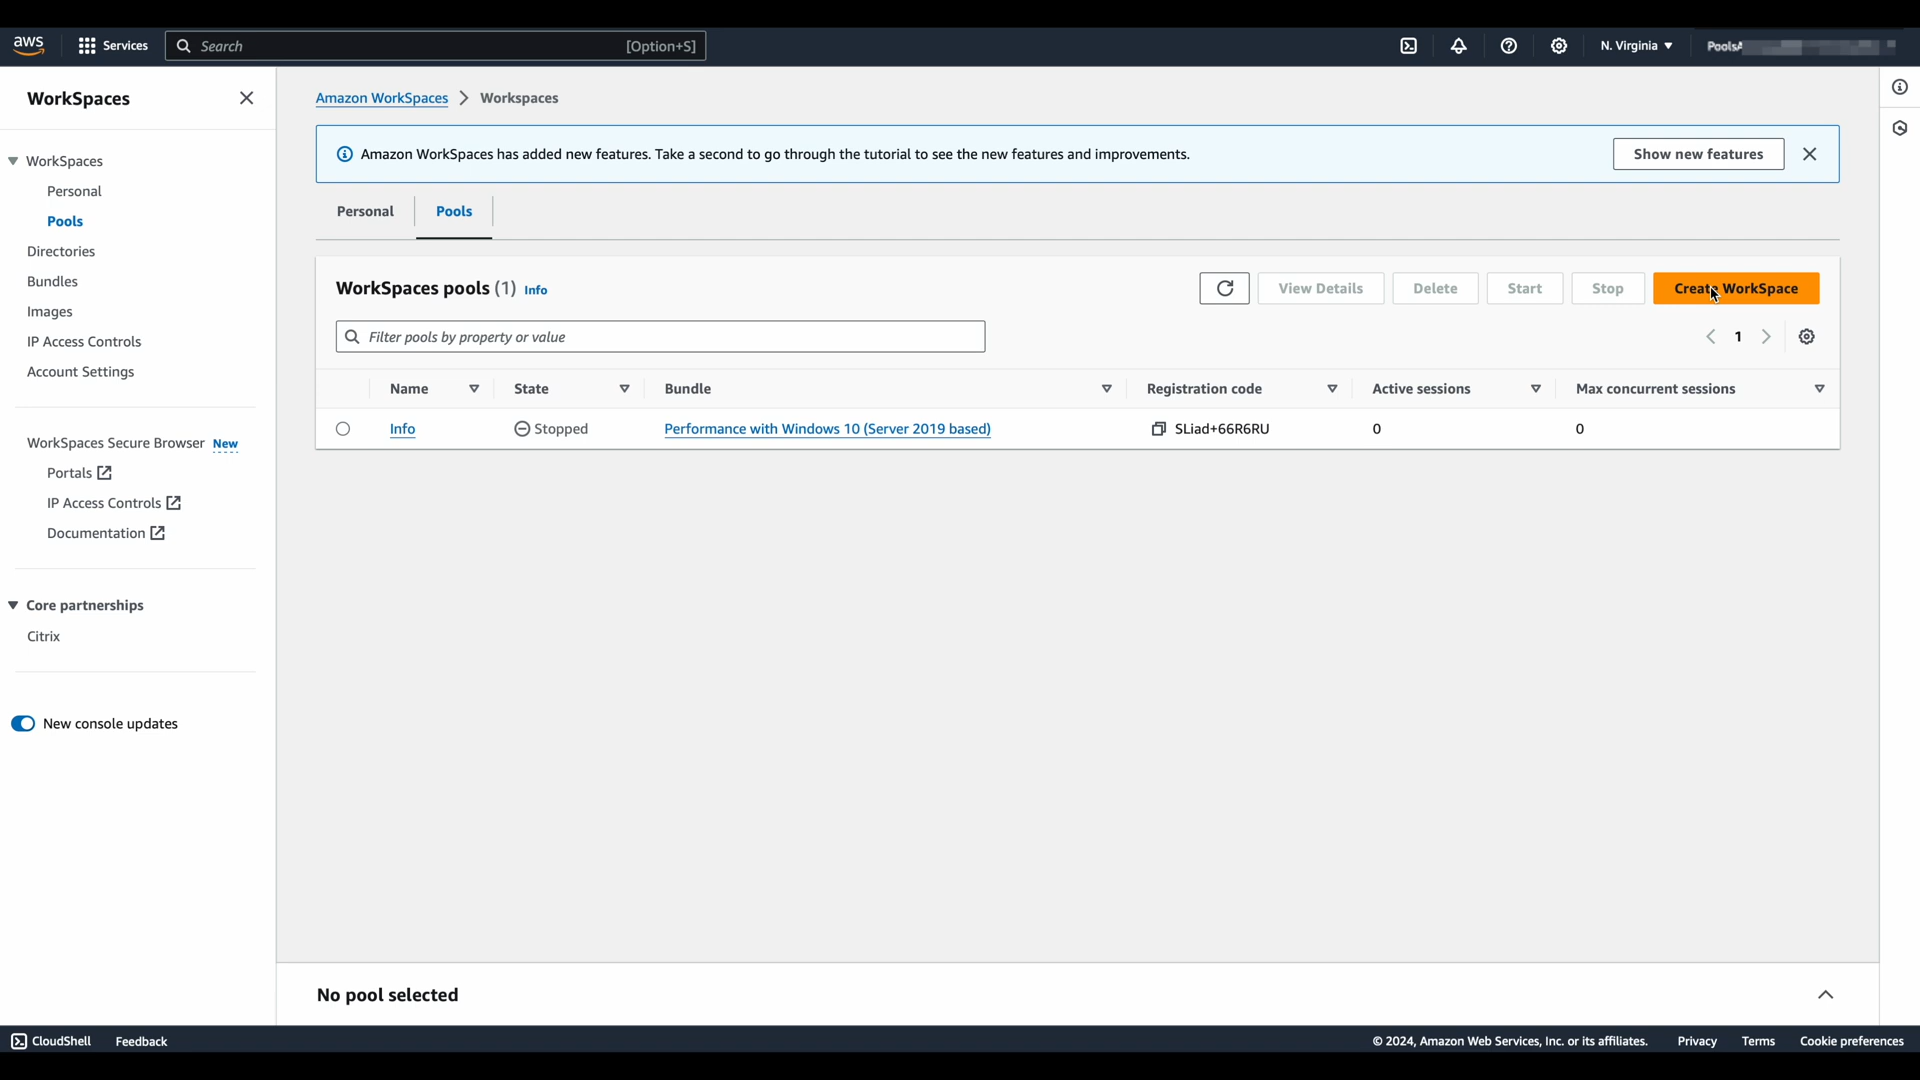 aws Services Search [Option+S] N. Virginia
WorkSpaces
WorkSpaces
Personal
Pools
Directories
Bundles
Images
IP Access Controls
Account Settings
WorkSpaces Secure Browser New
Portals
IP Access Controls
Documentation
Core partnerships
Citrix
New console updates
Amazon WorkSpaces Workspaces
Amazon WorkSpaces has added new features. Take a second to go through the tutorial to see the new features and improvements. Show new features
Personal Pools
WorkSpaces pools (1) Info View Details Delete Start Stop Create WorkSpace
Filter pools by property or value 1
Name State Bundle Registration code Active sessions Max concurrent sessions
Info Stopped Performance with Windows 10 (Server 2019 based) SLiad+66R6RU 0 0
No pool selected
CloudShell Feedback © 2024, Amazon Web Services, Inc. or its affiliates. Privacy Terms Cookie preferences